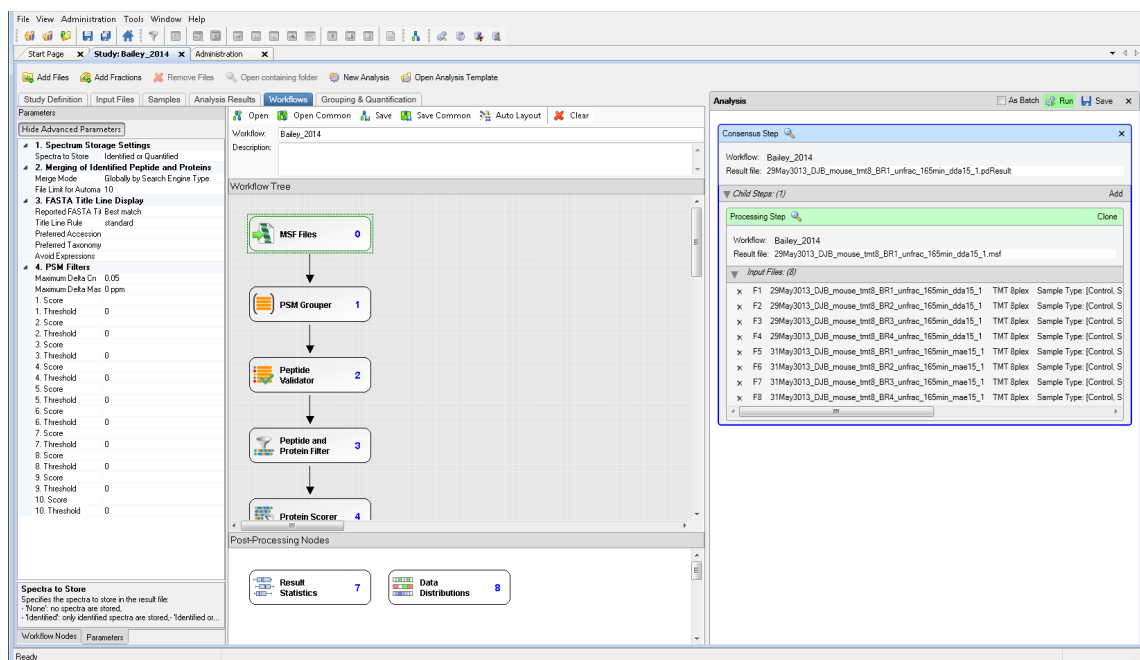 File View Administration Tools Window Help
Start Page x Study: Bailey_2014 x Administration x
Add Files Add Fractions Remove Files Open containing folder New Analysis Open Analysis Template
Study Definition Input Files Samples Analysis Results Workflows Grouping & Quantification
Parameters
Hide Advanced Parameters
1. Spectrum Storage Settings
Spectra to Store Identified or Quantified
2. Merging of Identified Peptide and Proteins
Merge Mode Globally by Search Engine Type
File Limit for Automa 10
3. FASTA Title Line Display
Reported FASTA Ti Best match
Title Line Rule standard
Preferred Accession
Preferred Taxonomy
Avoid Expressions
4. PSM Filters
Maximum Delta Cn 0.05
Maximum Delta Mas 0 ppm
1. Score
1. Threshold 0
2. Score
2. Threshold 0
3. Score
3. Threshold 0
4. Score
4. Threshold 0
5. Score
5. Threshold 0
6. Score
6. Threshold 0
7. Score
7. Threshold 0
8. Score
8. Threshold 0
9. Score
9. Threshold 0
10. Score
10. Threshold 0
Spectra to Store
Specifies the spectra to store in the result file:
- 'None': no spectra are stored,
- 'Identified': only identified spectra are stored,- 'Identified or...
Workflow Nodes Parameters
Ready
Open Open Common Save Save Common Auto Layout Clear
Workflow: Bailey_2014
Description:
Workflow Tree
MSF Files 0
PSM Grouper 1
Peptide
Validator 2
Peptide and
Protein Filter 3
Protein Scorer 4
Post-Processing Nodes
Result
Statistics 7
Data
Distributions 8
Analysis As Batch Run Save x
Consensus Step x
Workflow: Bailey_2014
Result file: 29May3013_DJB_mouse_tmt8_BR1_unfrac_165min_dda15_1.pdResult
Child Steps: (1) Add
Processing Step Clone
Workflow: Bailey_2014
Result file: 29May3013_DJB_mouse_tmt8_BR1_unfrac_165min_dda15_1.msf
Input Files: (8)
x F1 29May3013_DJB_mouse_tmt8_BR1_unfrac_165min_dda15_1 TMT 8plex Sample Type: [Control, S
x F2 29May3013_DJB_mouse_tmt8_BR2_unfrac_165min_dda15_1 TMT 8plex Sample Type: [Control, S
x F3 29May3013_DJB_mouse_tmt8_BR3_unfrac_165min_dda15_1 TMT 8plex Sample Type: [Control, S
x F4 29May3013_DJB_mouse_tmt8_BR4_unfrac_165min_dda15_1 TMT 8plex Sample Type: [Control, S
x F5 31May3013_DJB_mouse_tmt8_BR1_unfrac_165min_mae15_1 TMT 8plex Sample Type: [Control, S
x F6 31May3013_DJB_mouse_tmt8_BR2_unfrac_165min_mae15_1 TMT 8plex Sample Type: [Control, S
x F7 31May3013_DJB_mouse_tmt8_BR3_unfrac_165min_mae15_1 TMT 8plex Sample Type: [Control, S
x F8 31May3013_DJB_mouse_tmt8_BR4_unfrac_165min_mae15_1 TMT 8plex Sample Type: [Control, S